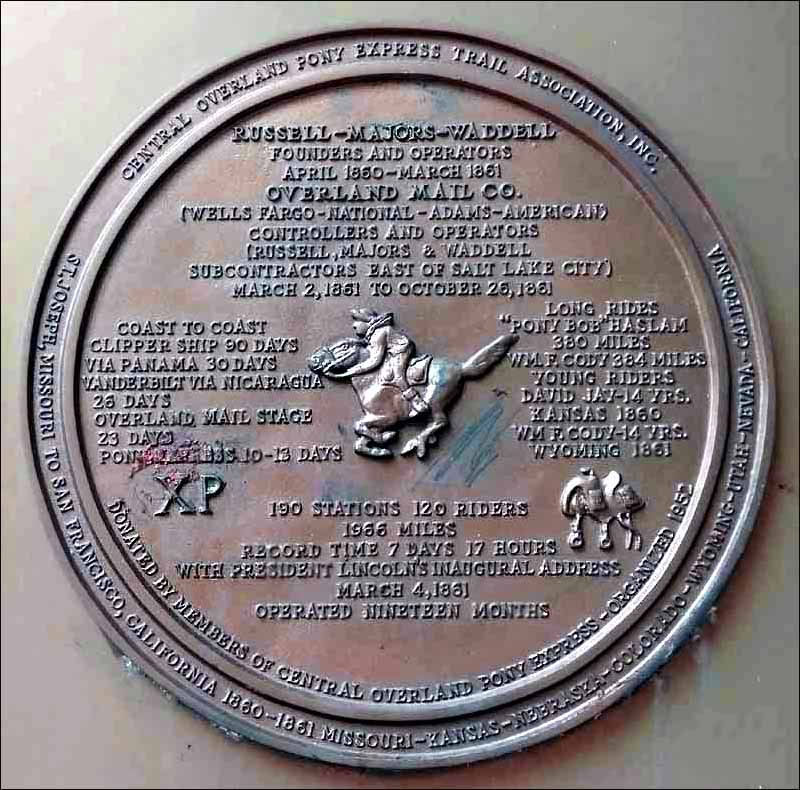 CENTRAL OVERLAND PONY EXPRESS TRAIL ASSOCIATION, INC.
RUSSELL-MAJORS-WADDELL
FOUNDERS AND OPERATORS
APRIL 1860-MARCH 1861
OVERLAND MAIL CO.
(WELLS FARGO-NATIONAL-ADAMS-AMERICAN)
CONTROLLERS AND OPERATORS
(RUSSELL, MAJORS & WADDELL
SUBCONTRACTORS EAST OF SALT LAKE CITY)
MARCH 2, 1861 TO OCTOBER 26, 1861
COAST TO COAST
CLIPPER SHIP 90 DAYS
VIA PANAMA 30 DAYS
VANDERBILT VIA NICARAGUA
26 DAYS
OVERLAND MAIL STAGE
23 DAYS
PONY EXPRESS 10-13 DAYS
XP
LONG RIDES
"PONY BOB" HASLAM
380 MILES
WM. F. CODY 384 MILES
YOUNG RIDERS
DAVID JAY-14 YRS.
KANSAS 1860
WM F. CODY-14 YRS.
WYOMING 1861
190 STATIONS 120 RIDERS
1966 MILES
RECORD TIME 7 DAYS 17 HOURS
WITH PRESIDENT LINCOLN'S INAUGURAL ADDRESS
MARCH 4, 1861
OPERATED NINETEEN MONTHS
DONATED BY MEMBERS OF CENTRAL OVERLAND PONY EXPRESS-ORGANIZED 1952
ST. JOSEPH, MISSOURI TO SAN FRANCISCO, CALIFORNIA 1860-1861 MISSOURI-KANSAS-NEBRASKA-COLORADO-WYOMING-UTAH-NEVADA-CALIFORNIA